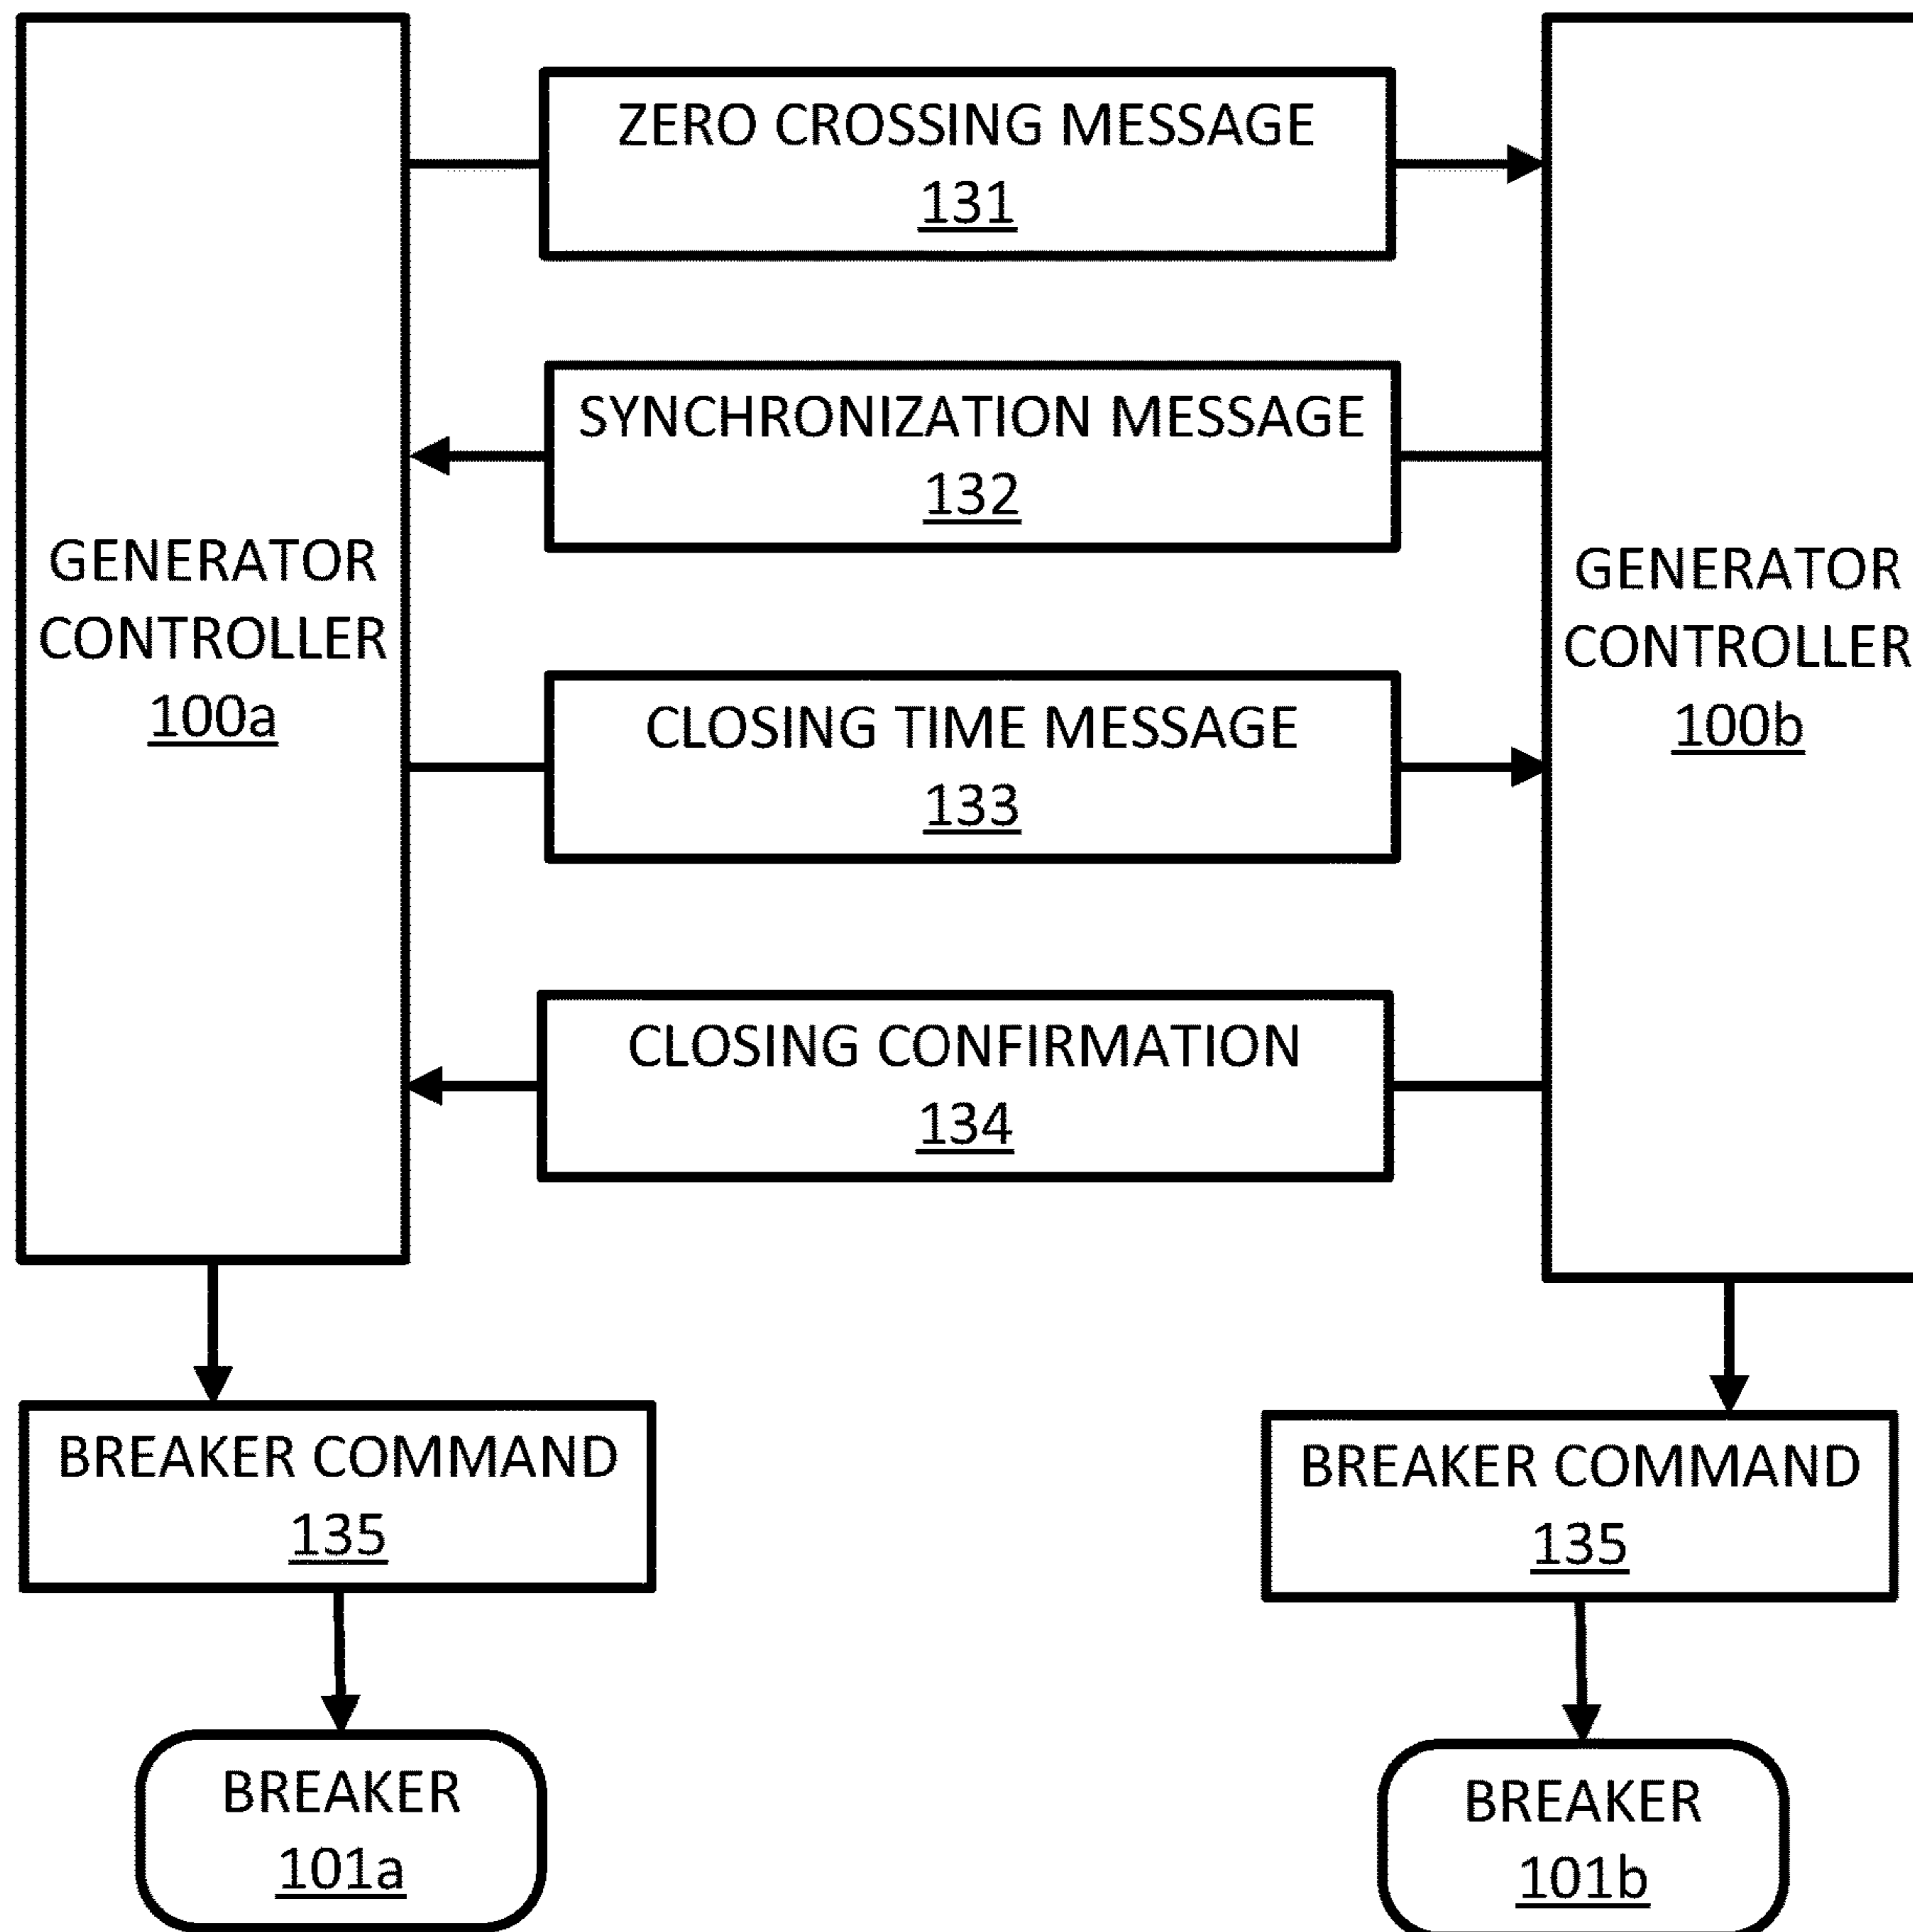 ZERO CROSSING MESSAGE
131
SYNCHRONIZATION MESSAGE
132
GENERATOR
CONTROLLER
100a
GENERATOR
CONTROLLER
100b
CLOSING TIME MESSAGE
133
CLOSING CONFIRMATION
134
BREAKER COMMAND
135
BREAKER COMMAND
135
BREAKER
101a
BREAKER
101b